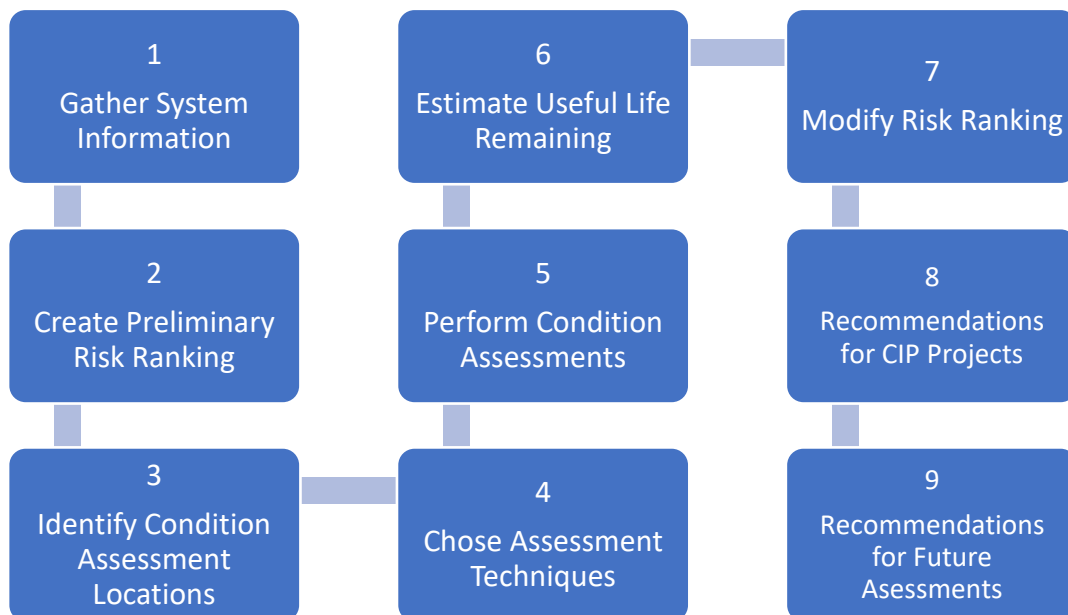 1
Gather System
Information
2
Create Preliminary
Risk Ranking
3
Identify Condition
Assessment
Locations
4
Chose Assessment
Techniques
5
Perform Condition
Assessments
6
Estimate Useful Life
Remaining
7
Modify Risk Ranking
8
Recommendations
for CIP Projects
9
Recommendations
for Future
Asessments